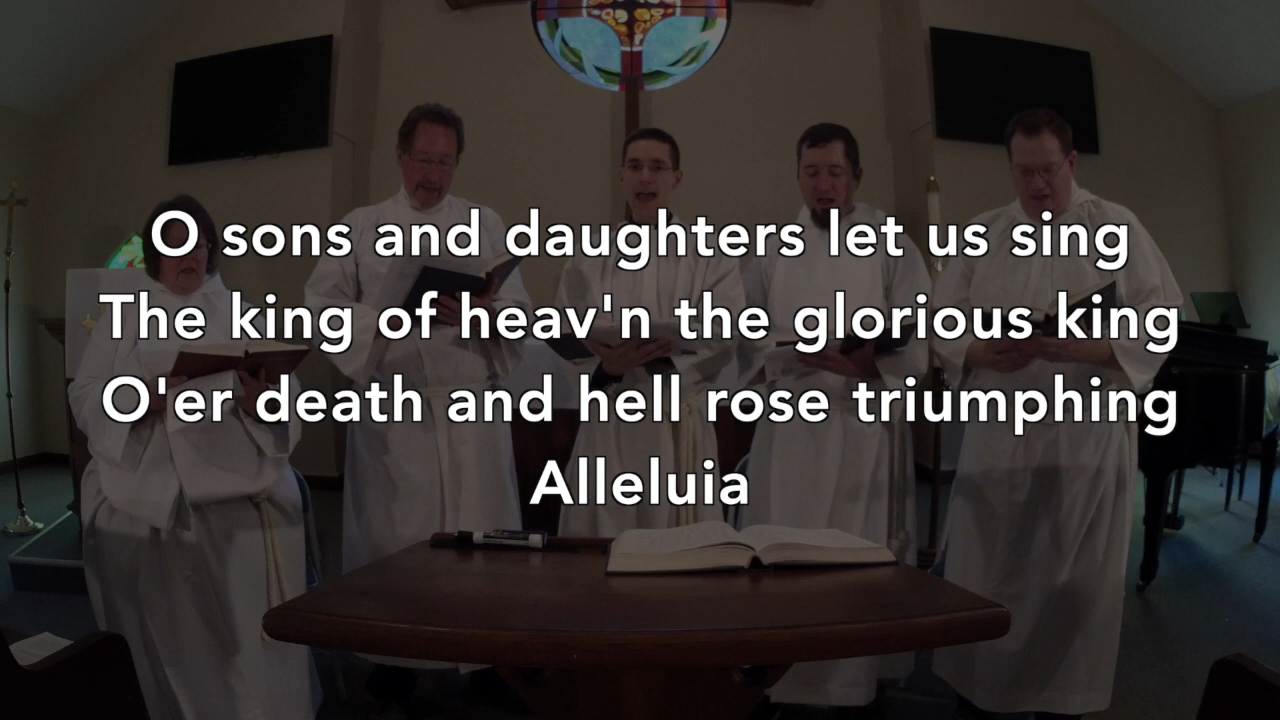 O sons and daughters let us sing
The king of heav'n the glorious king
O'er death and hell rose triumphing
Alleluia